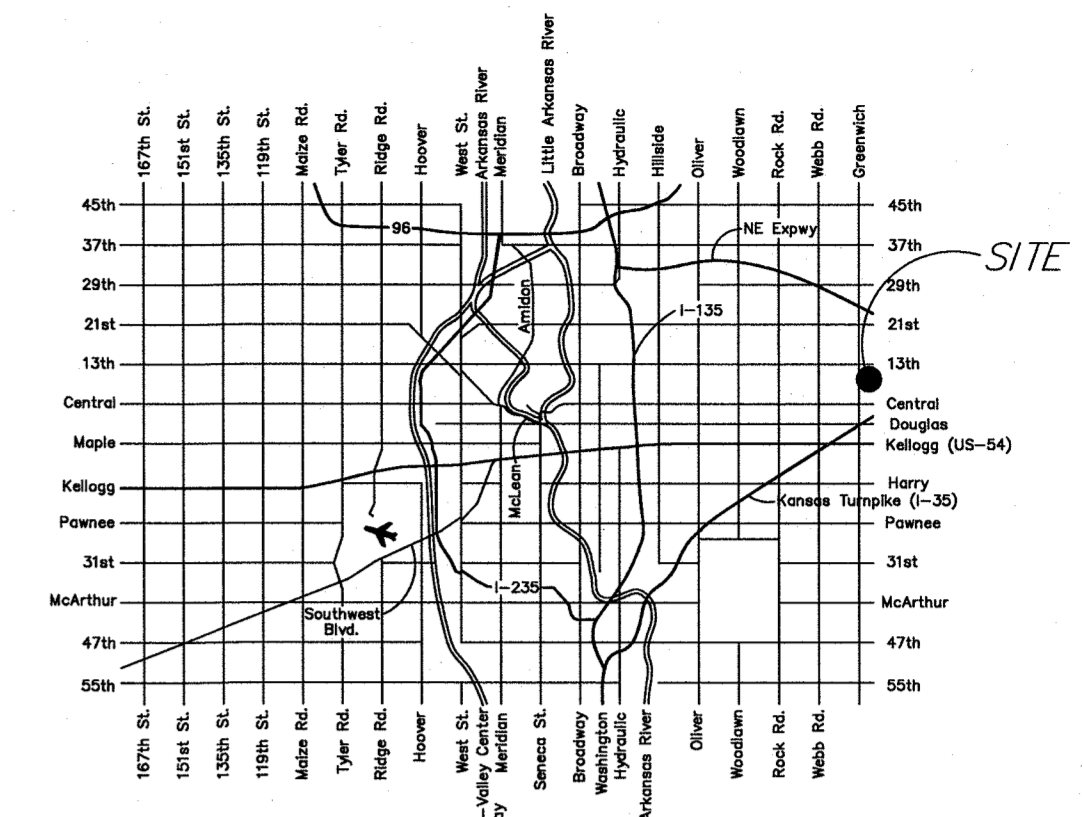 167th St.
151st St.
135th St.
119th St.
Maize Rd.
Tyler Rd.
Ridge Rd.
Hoover
West St.
Arkansas River
Meridian
Little Arkansas River
Broadway
Hydraulic
Hillside
Oliver
Woodlawn
Rock Rd.
Webb Rd.
Greenwich
45th
45th
96
NE Expwy
37th
37th
SITE
29th
29th
Amidon
I-135
21st
21st
13th
13th
Central
Central
Douglas
Maple
Kellogg (US-54)
McLean
Kellogg
Harry
Kansas Turnpike (I-35)
Pawnee
Pawnee
31st
31st
I-235
McArthur
McArthur
Southwest
Blvd.
47th
47th
55th
55th
167th St.
151st St.
135th St.
119th St.
Maize Rd.
Tyler Rd.
Ridge Rd.
Hoover
West St.
-Valley Center
ay
Meridian
Seneca St.
Broadway
Washington
Hydraulic
Arkansas River
Oliver
Woodlawn
Rock Rd.
Webb Rd.